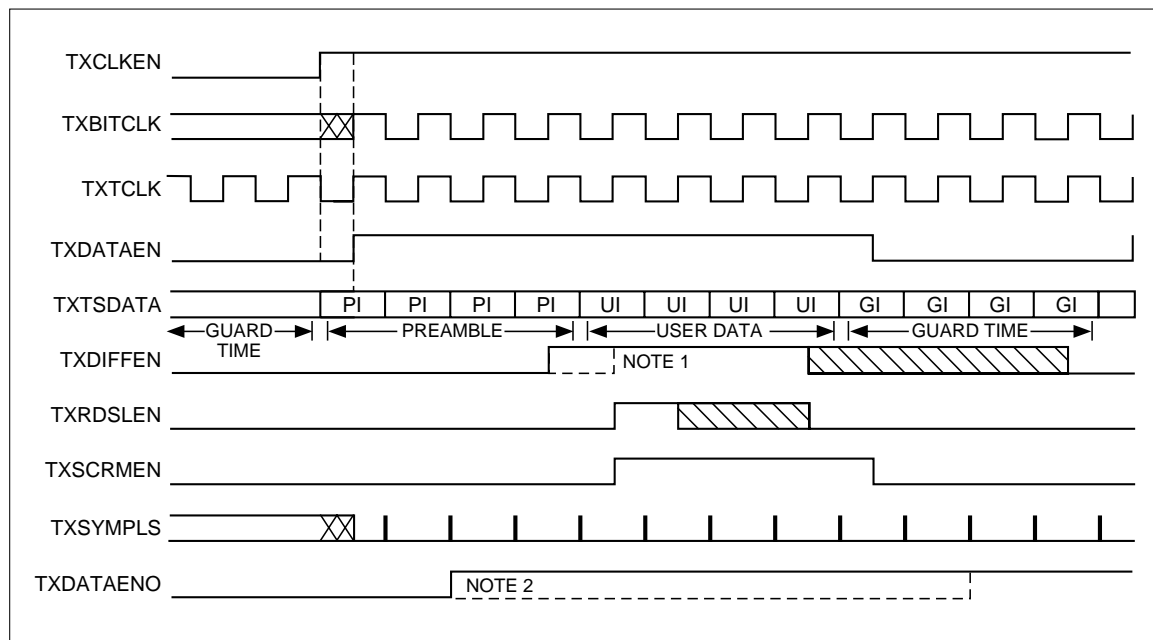 TXCLKEN
TXBITCLK
TXTCLK
TXDATAEN
TXTSDATA PI PI PI PI UI UI UI UI GI GI GI GI
GUARD TIME PREAMBLE USER DATA GUARD TIME
TXDIFFEN NOTE 1
TXRDSLEN
TXSCRMEN
TXSYMPLS
TXDATAENO NOTE 2